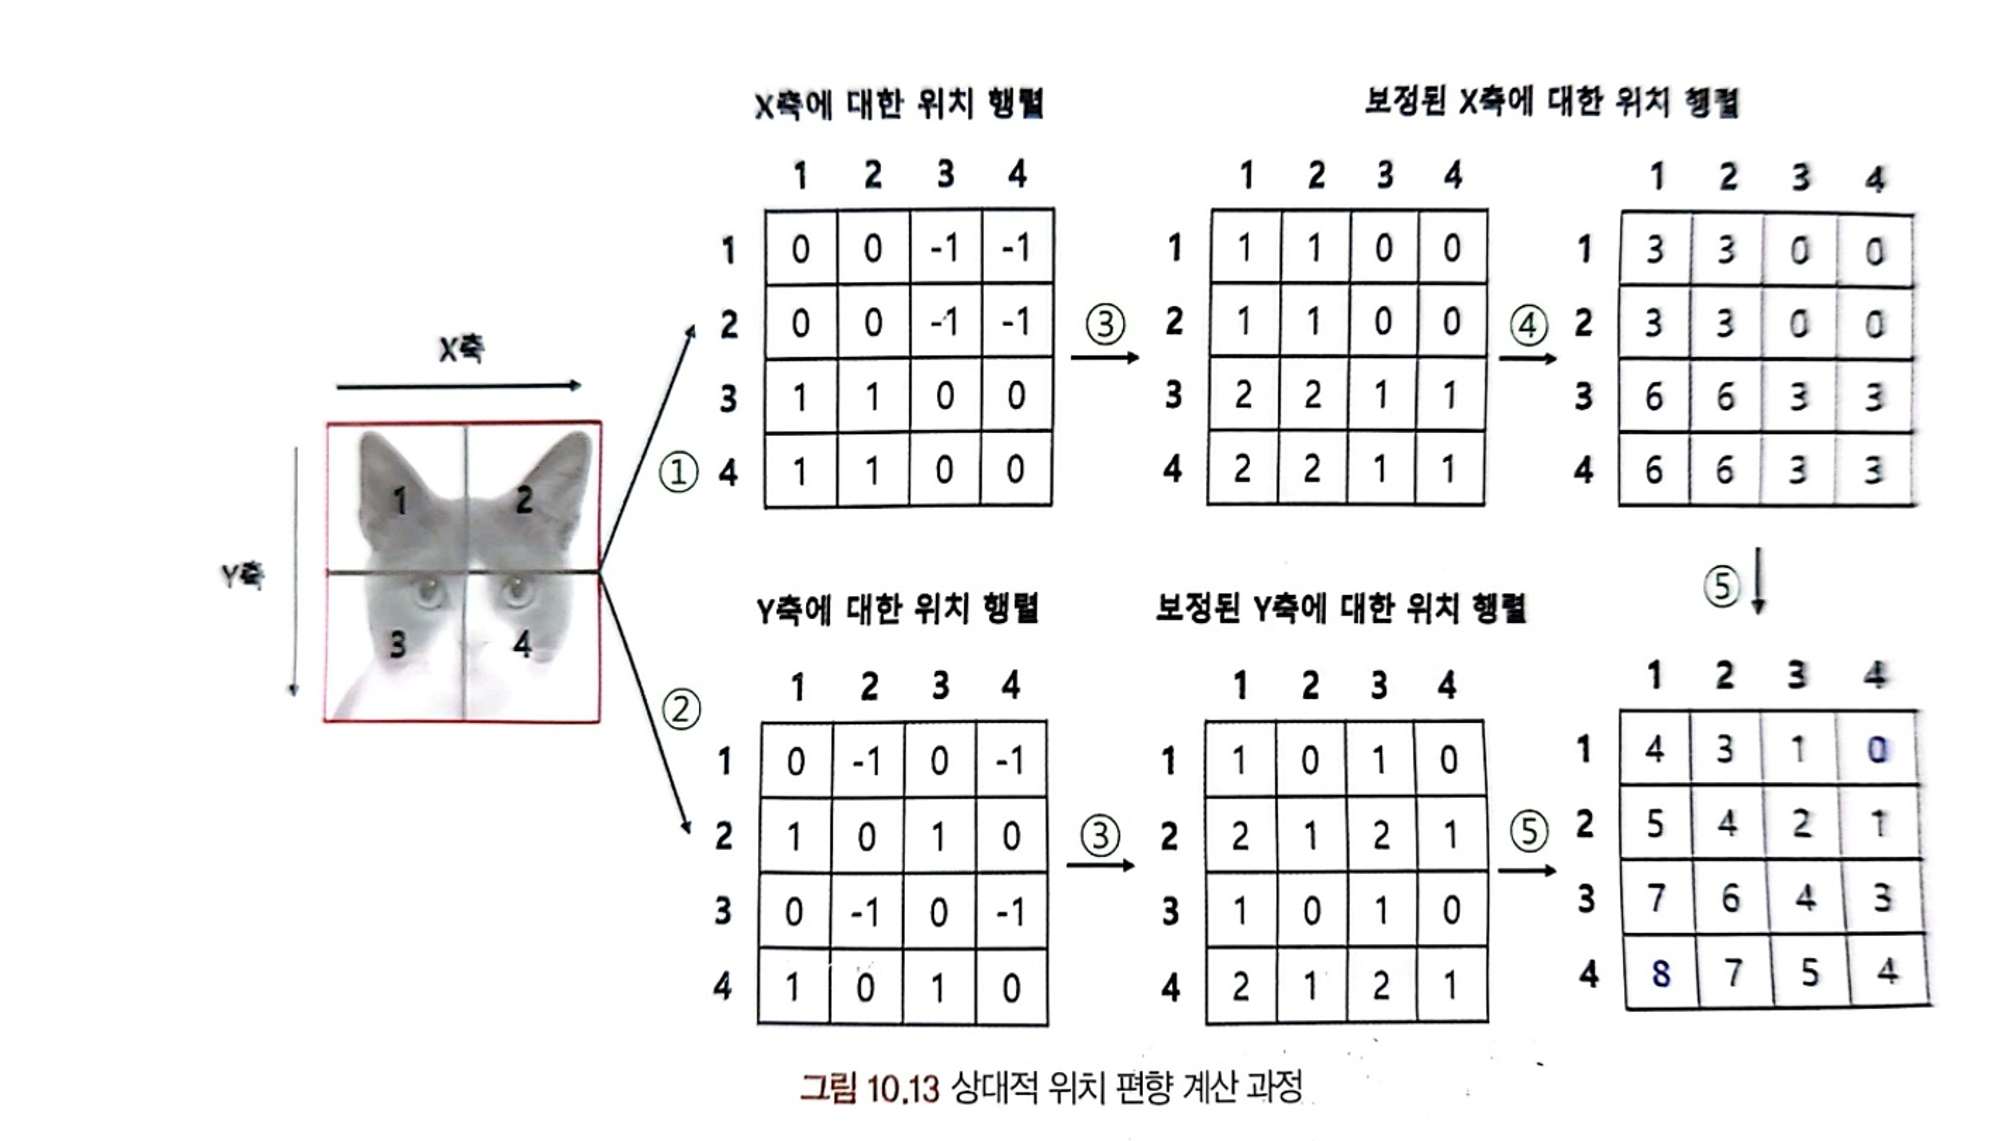 X축에 대한 위치 행렬
1 2 3 4
1 0 0 -1 -1
2 0 0 -1 -1
3 1 1 0 0
4 1 1 0 0
①
③
보정된 X축에 대한 위치 행렬
1 2 3 4
1 1 1 0 0
2 1 1 0 0
3 2 2 1 1
4 2 2 1 1
④
1 2 3 4
1 3 3 0 0
2 3 3 0 0
3 6 6 3 3
4 6 6 3 3
⑤
X축
Y축
1 2
3 4
②
Y축에 대한 위치 행렬
1 2 3 4
1 0 -1 0 -1
2 1 0 1 0
3 0 -1 0 -1
4 1 0 1 0
③
보정된 Y축에 대한 위치 행렬
1 2 3 4
1 1 0 1 0
2 2 1 2 1
3 1 0 1 0
4 2 1 2 1
⑤
1 2 3 4
1 4 3 1 0
2 5 4 2 1
3 7 6 4 3
4 8 7 5 4
그림 10.13 상대적 위치 편향 계산 과정